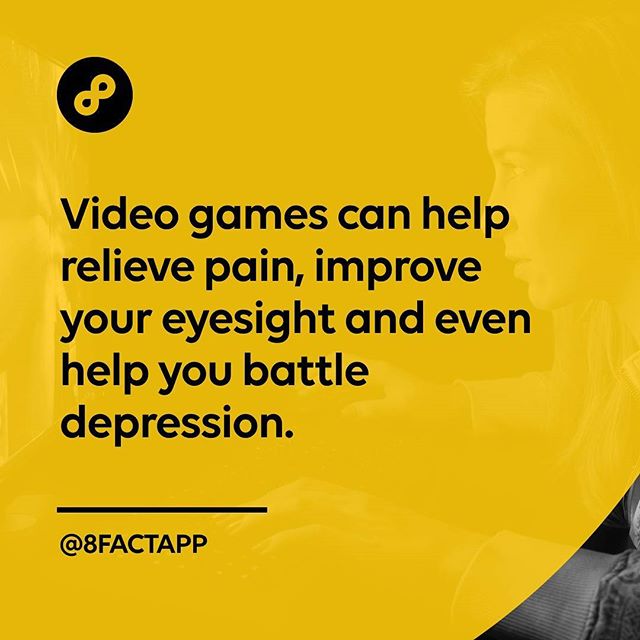 Video games can help
relieve pain, improve
your eyesight and even
help you battle
depression.
@8FACTAPP